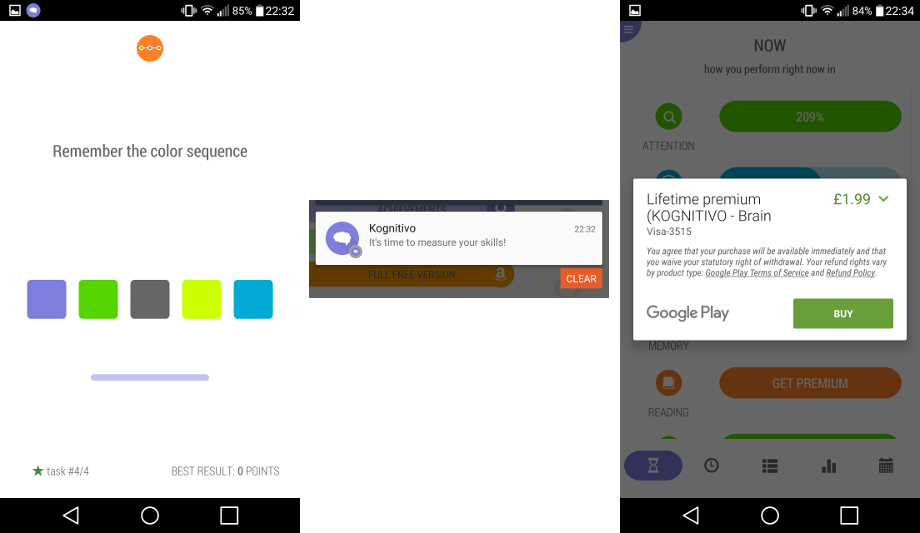 85% 22:32
Remember the color sequence
task #4/4
BEST RESULT: 0 POINTS
ACHIEVEMENTS
Kognitivo
22:32
It's time to measure your skills!
FULL FREE VERSION
a
CLEAR
84% 22:34
NOW
how you perform right now in
209%
ATTENTION
Lifetime premium
£1.99
(KOGNITIVO - Brain
Visa-3515
You agree that your purchase will be available immediately and that
you waive your statutory right of withdrawal. Your refund rights vary
by product type: Google Play Terms of Service and Refund Policy.
Google Play
BUY
MEMORY
GET PREMIUM
READING